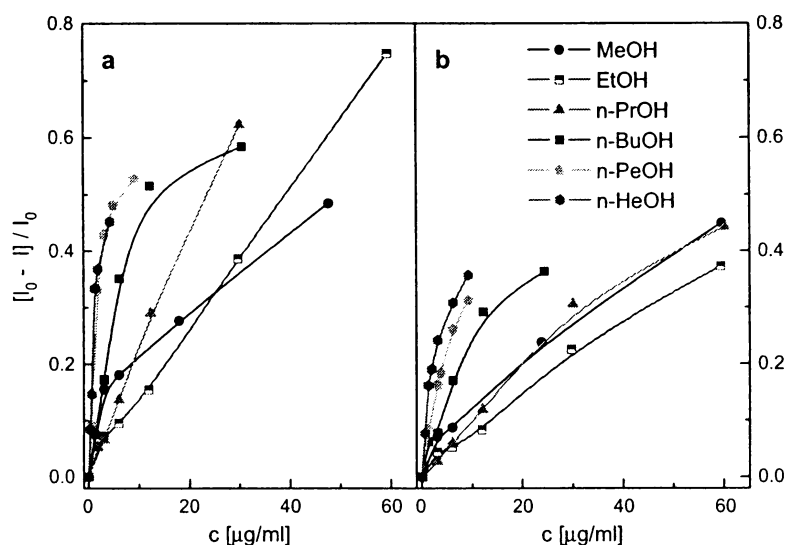 0.8
0.6
0.4
0.2
0.0
[I₀ - I] / I₀
a
0 20 40 60
c [µg/ml]
b
MeOH
EtOH
n-PrOH
n-BuOH
n-PeOH
n-HeOH
0 20 40 60
c [µg/ml]
0.8
0.6
0.4
0.2
0.0